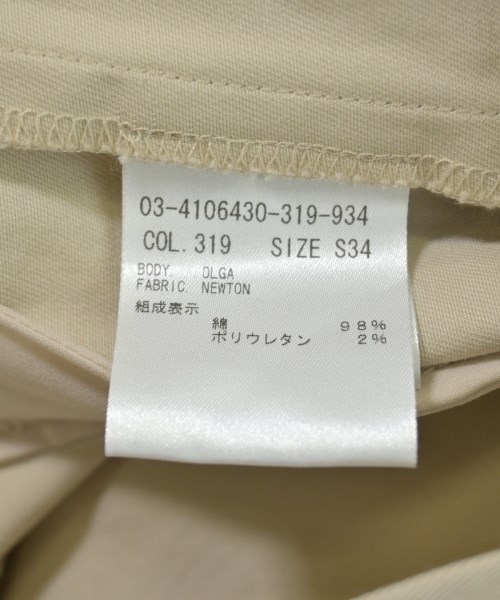 03-4106430-319-934
COL. 319 SIZE S34
BODY. OLGA
FABRIC. NEWTON
組成表示
綿 98%
ポリウレタン 2%